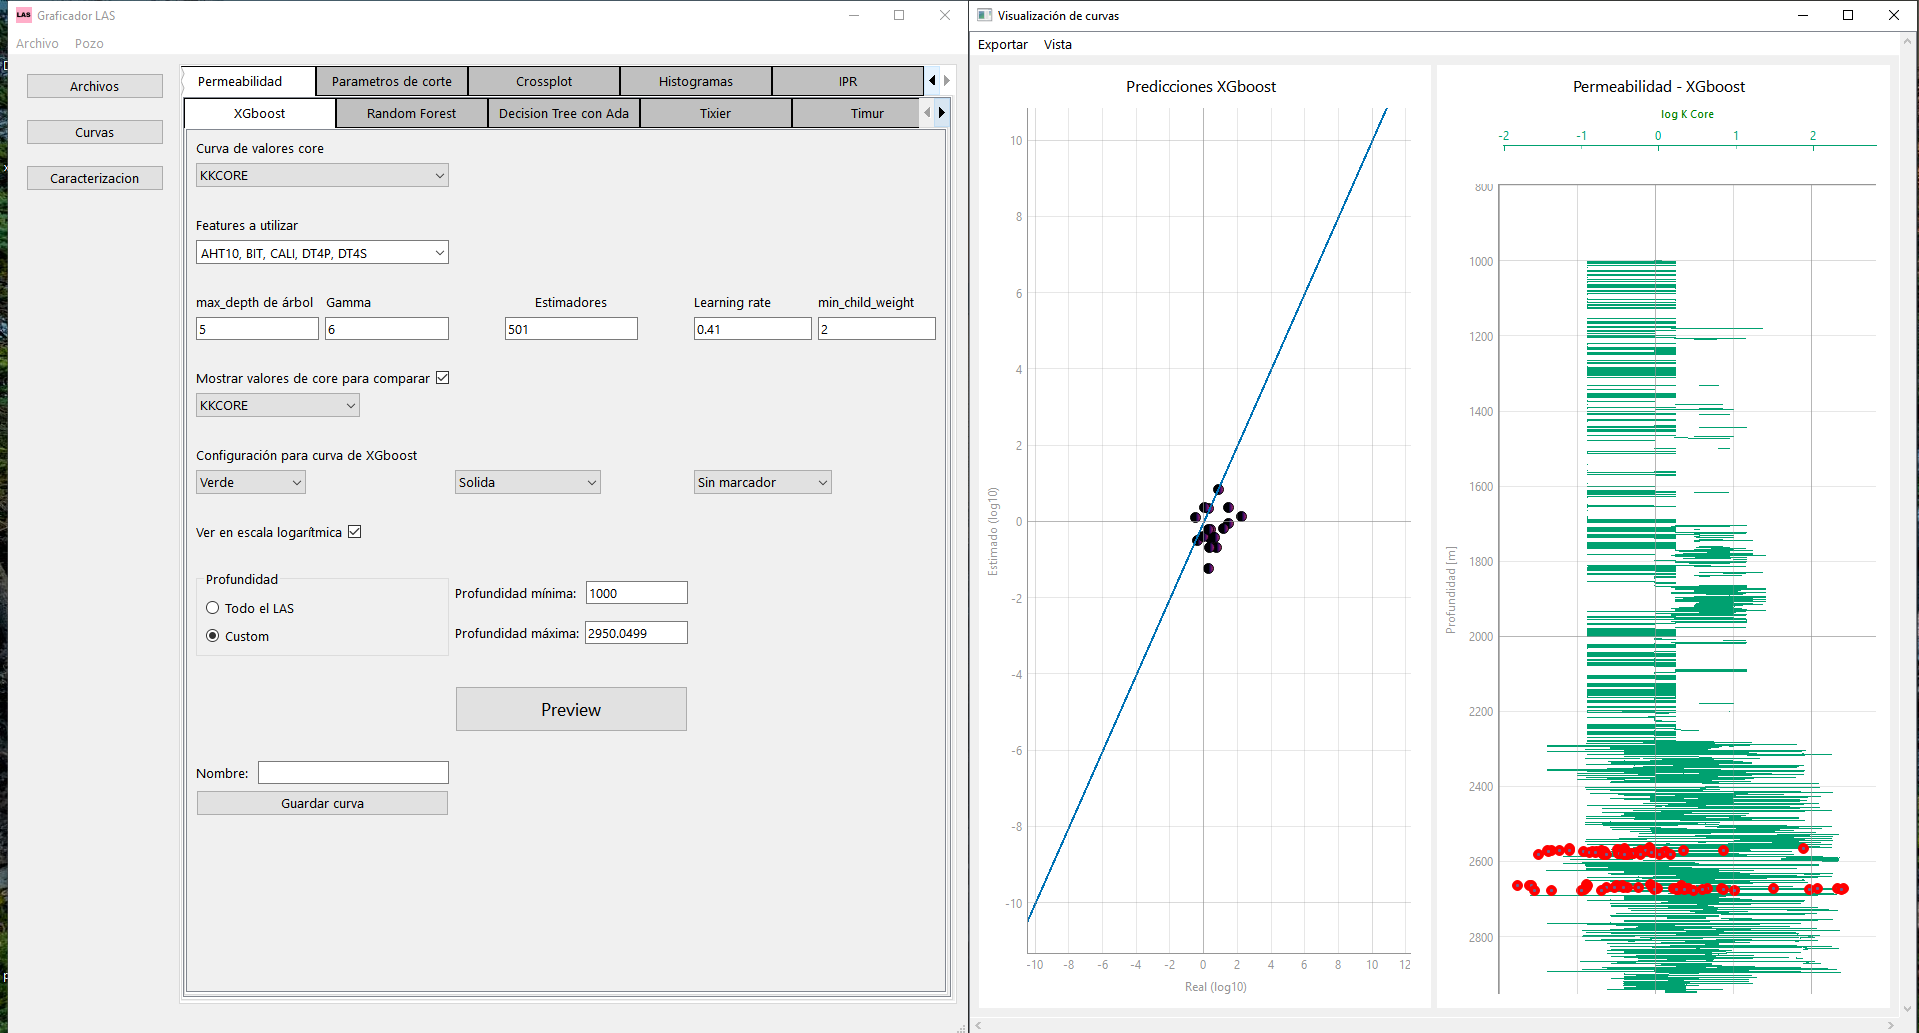 LAS Graficador LAS
Archivo Pozo
Archivos
Curvas
Caracterizacion
Permeabilidad Parametros de corte Crossplot Histogramas IPR
XGboost Random Forest Decision Tree con Ada Tixier Timur
Curva de valores core
KKCORE
Features a utilizar
AHT10, BIT, CALI, DT4P, DT4S
max_depth de árbol Gamma Estimadores Learning rate min_child_weight
5 6 501 0.41 2
Mostrar valores de core para comparar
KKCORE
Configuración para curva de XGboost
Verde Solida Sin marcador
Ver en escala logarítmica
Profundidad
Todo el LAS
Custom
Profundidad mínima: 1000
Profundidad máxima: 2950.0499
Preview
Nombre:
Guardar curva
Visualización de curvas
Exportar Vista
Predicciones XGboost
10
8
6
4
2
0
-2
-4
-6
-8
-10
Estimado (log10)
-10 -8 -6 -4 -2 0 2 4 6 8 10 12
Real (log10)
Permeabilidad - XGboost
log K Core
-2 -1 0 1 2
800
1000
1200
1400
1600
1800
2000
2200
2400
2600
2800
Profundidad [m]